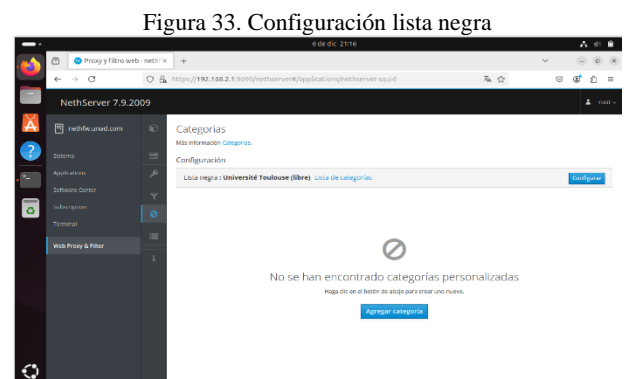 Figura 33. Configuración lista negra
6 de dic 21:16
Proxy y filtro web - neth
https://192.168.2.1:9090/nethserver#/applications/nethserver-squid
NethServer 7.9.2009
root
nethfw.unad.com
Sistema
Applications
Software Center
Subscription
Terminal
Web Proxy & Filter
Categorias
Más información Categorias.
Configuración
Lista negra : Université Toulouse (libre) Lista de categorías
Configurar
No se han encontrado categorías personalizadas
Haga clic en el botón de abajo para crear uno nuevo.
Agregar categoría